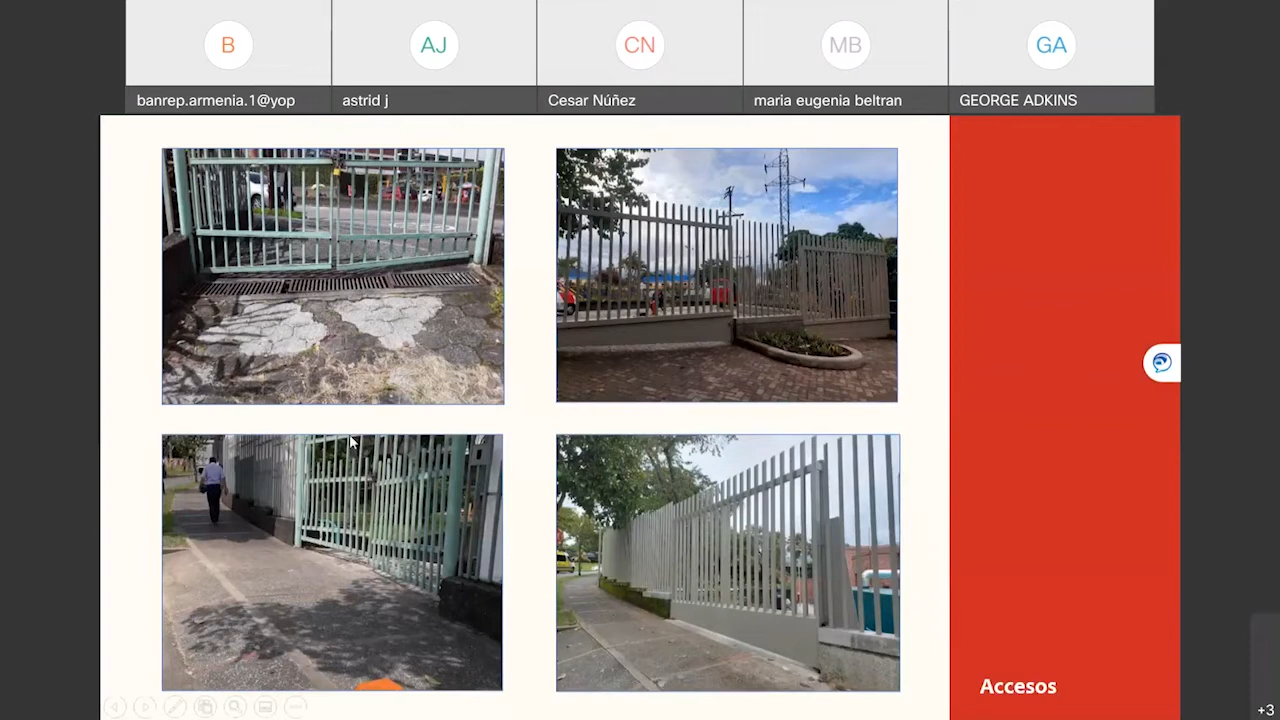 B
AJ
CN
MB
GA
banrep.armenia.1@yop
astrid j
Cesar Núñez
maria eugenia beltran
GEORGE ADKINS
Accesos
+3